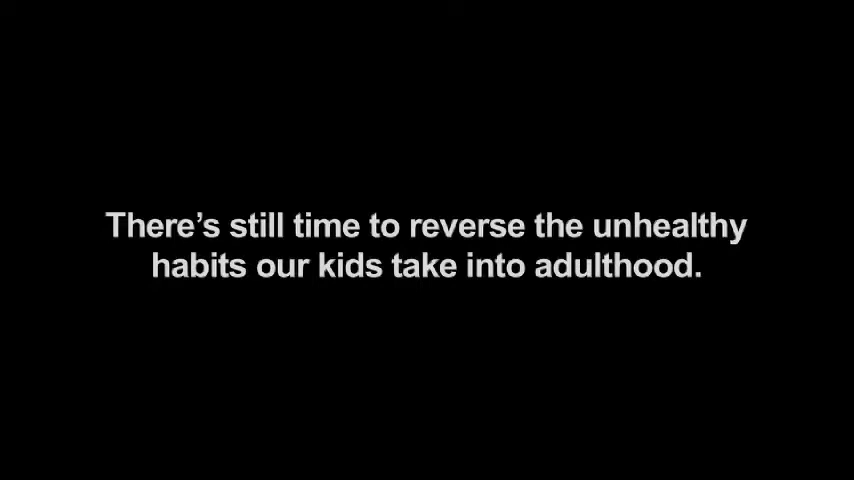 There’s still time to reverse the unhealthy
habits our kids take into adulthood.